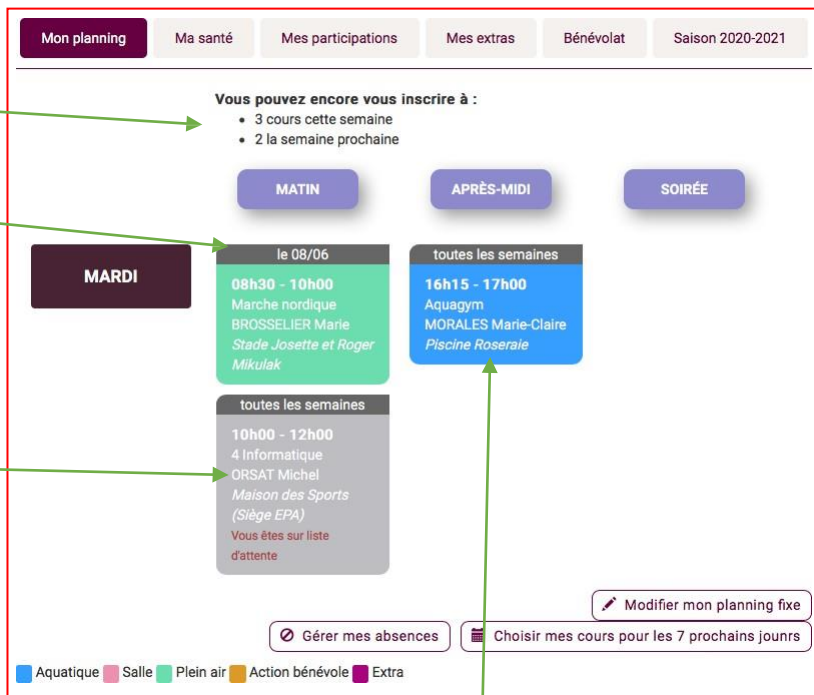 Mon planning
Ma santé
Mes participations
Mes extras
Bénévolat
Saison 2020-2021
Vous pouvez encore vous inscrire à :
• 3 cours cette semaine
• 2 la semaine prochaine
MATIN
APRÈS-MIDI
SOIRÉE
MARDI
le 08/06
08h30 - 10h00
Marche nordique
BROSSELIER Marie
Stade Josette et Roger
Mikulak
toutes les semaines
16h15 - 17h00
Aquagym
MORALES Marie-Claire
Piscine Roseraie
toutes les semaines
10h00 - 12h00
4 Informatique
ORSAT Michel
Maison des Sports
(Siège EPA)
Vous êtes sur liste
d'attente
Modifier mon planning fixe
Gérer mes absences
Choisir mes cours pour les 7 prochains jounrs
Aquatique
Salle
Plein air
Action bénévole
Extra